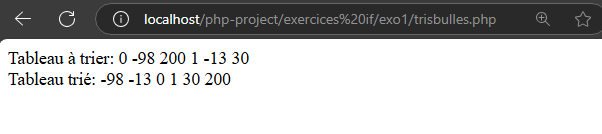 localhost/php-project/exercices%20if/exo1/trisbulles.php
Tableau à trier: 0 -98 200 1 -13 30
Tableau trié: -98 -13 0 1 30 200